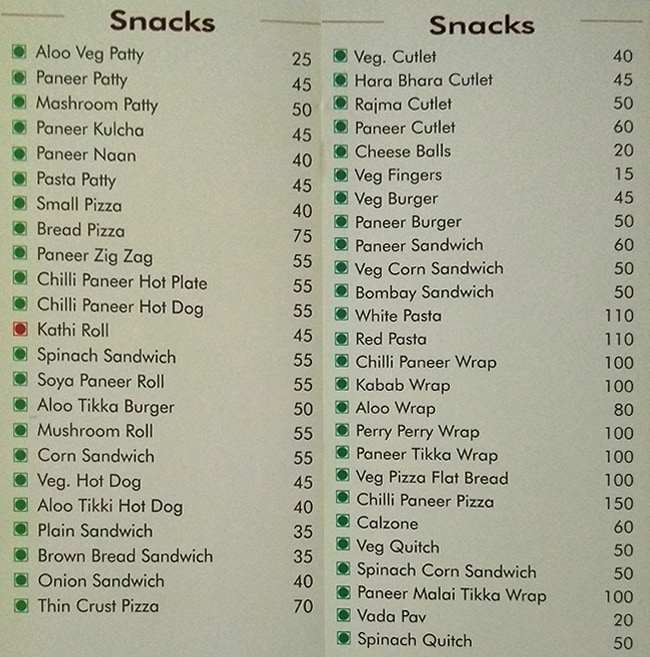 Snacks
Aloo Veg Patty 25
Paneer Patty 45
Mashroom Patty 50
Paneer Kulcha 45
Paneer Naan 40
Pasta Patty 45
Small Pizza 40
Bread Pizza 75
Paneer Zig Zag 55
Chilli Paneer Hot Plate 55
Chilli Paneer Hot Dog 55
Kathi Roll 45
Spinach Sandwich 55
Soya Paneer Roll 55
Aloo Tikka Burger 50
Mushroom Roll 55
Corn Sandwich 55
Veg. Hot Dog 45
Aloo Tikki Hot Dog 40
Plain Sandwich 35
Brown Bread Sandwich 35
Onion Sandwich 40
Thin Crust Pizza 70
Snacks
Veg. Cutlet 40
Hara Bhara Cutlet 45
Rajma Cutlet 50
Paneer Cutlet 60
Cheese Balls 20
Veg Fingers 15
Veg Burger 45
Paneer Burger 50
Paneer Sandwich 60
Veg Corn Sandwich 50
Bombay Sandwich 50
White Pasta 110
Red Pasta 110
Chilli Paneer Wrap 100
Kabab Wrap 100
Aloo Wrap 80
Perry Perry Wrap 100
Paneer Tikka Wrap 100
Veg Pizza Flat Bread 100
Chilli Paneer Pizza 150
Calzone 60
Veg Quitch 50
Spinach Corn Sandwich 50
Paneer Malai Tikka Wrap 100
Vada Pav 20
Spinach Quitch 50